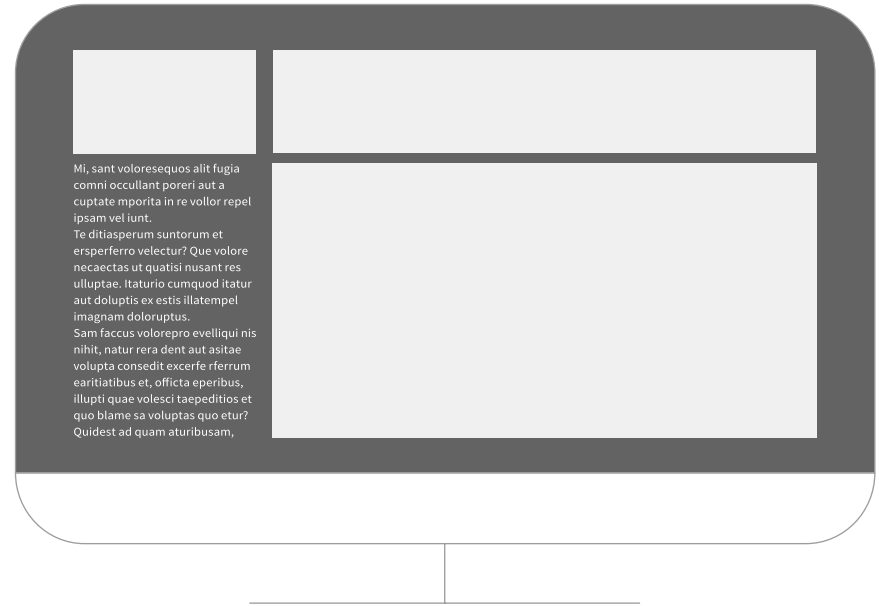 Mi, sant voloresequos alit fugia
comni occullant poreri aut a
cuptate mporita in re vollor repel
ipsam vel iunt.
Te ditiasperum suntorum et
ersperferro velectur? Que volore
necaectas ut quatisi nusant res
ulluptae. Itaturio cumquod itatur
aut doluptis ex estis illatempel
imagnam doloruptus.
Sam faccus volorepro evelliqui nis
nihit, natur rera dent aut asitae
volupta consedit excerfe rferrum
earitiatibus et, officta eperibus,
illupti quae volesci taepeditios et
quo blame sa voluptas quo etur?
Quidest ad quam aturibusam,